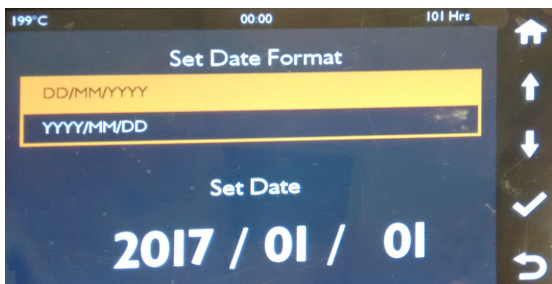 199°C 00:00 101 Hrs
Set Date Format
DD/MM/YYYY
YYYY/MM/DD
Set Date
2017 / 01 / 01